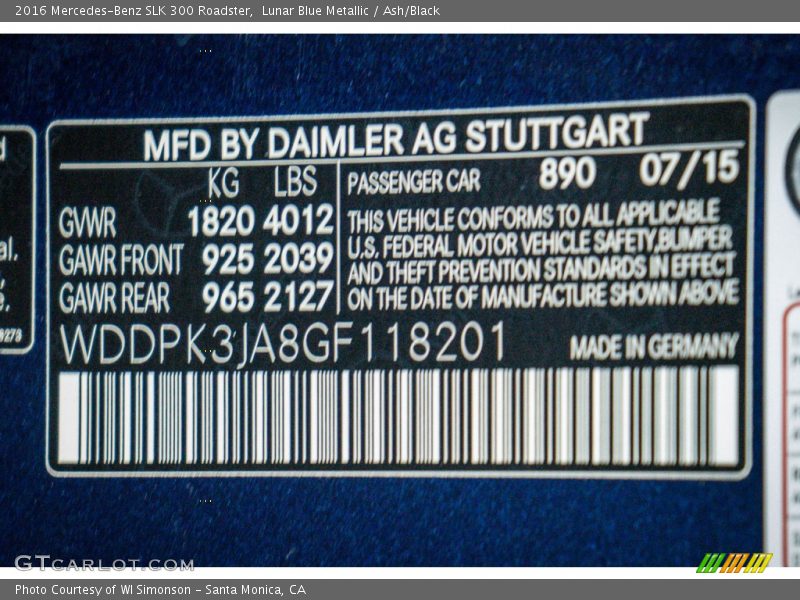 2016 Mercedes-Benz SLK 300 Roadster,  Lunar Blue Metallic / Ash/Black
MFD BY DAIMLER AG STUTTGART
KG LBS
GVWR 1820 4012
GAWR FRONT 925 2039
GAWR REAR 965 2127
PASSENGER CAR 890 07/15
THIS VEHICLE CONFORMS TO ALL APPLICABLE
U.S. FEDERAL MOTOR VEHICLE SAFETY,BUMPER
AND THEFT PREVENTION STANDARDS IN EFFECT
ON THE DATE OF MANUFACTURE SHOWN ABOVE
WDDPK3JA8GF118201
MADE IN GERMANY
GTCARLOT.COM
Photo Courtesy of WI Simonson - Santa Monica, CA